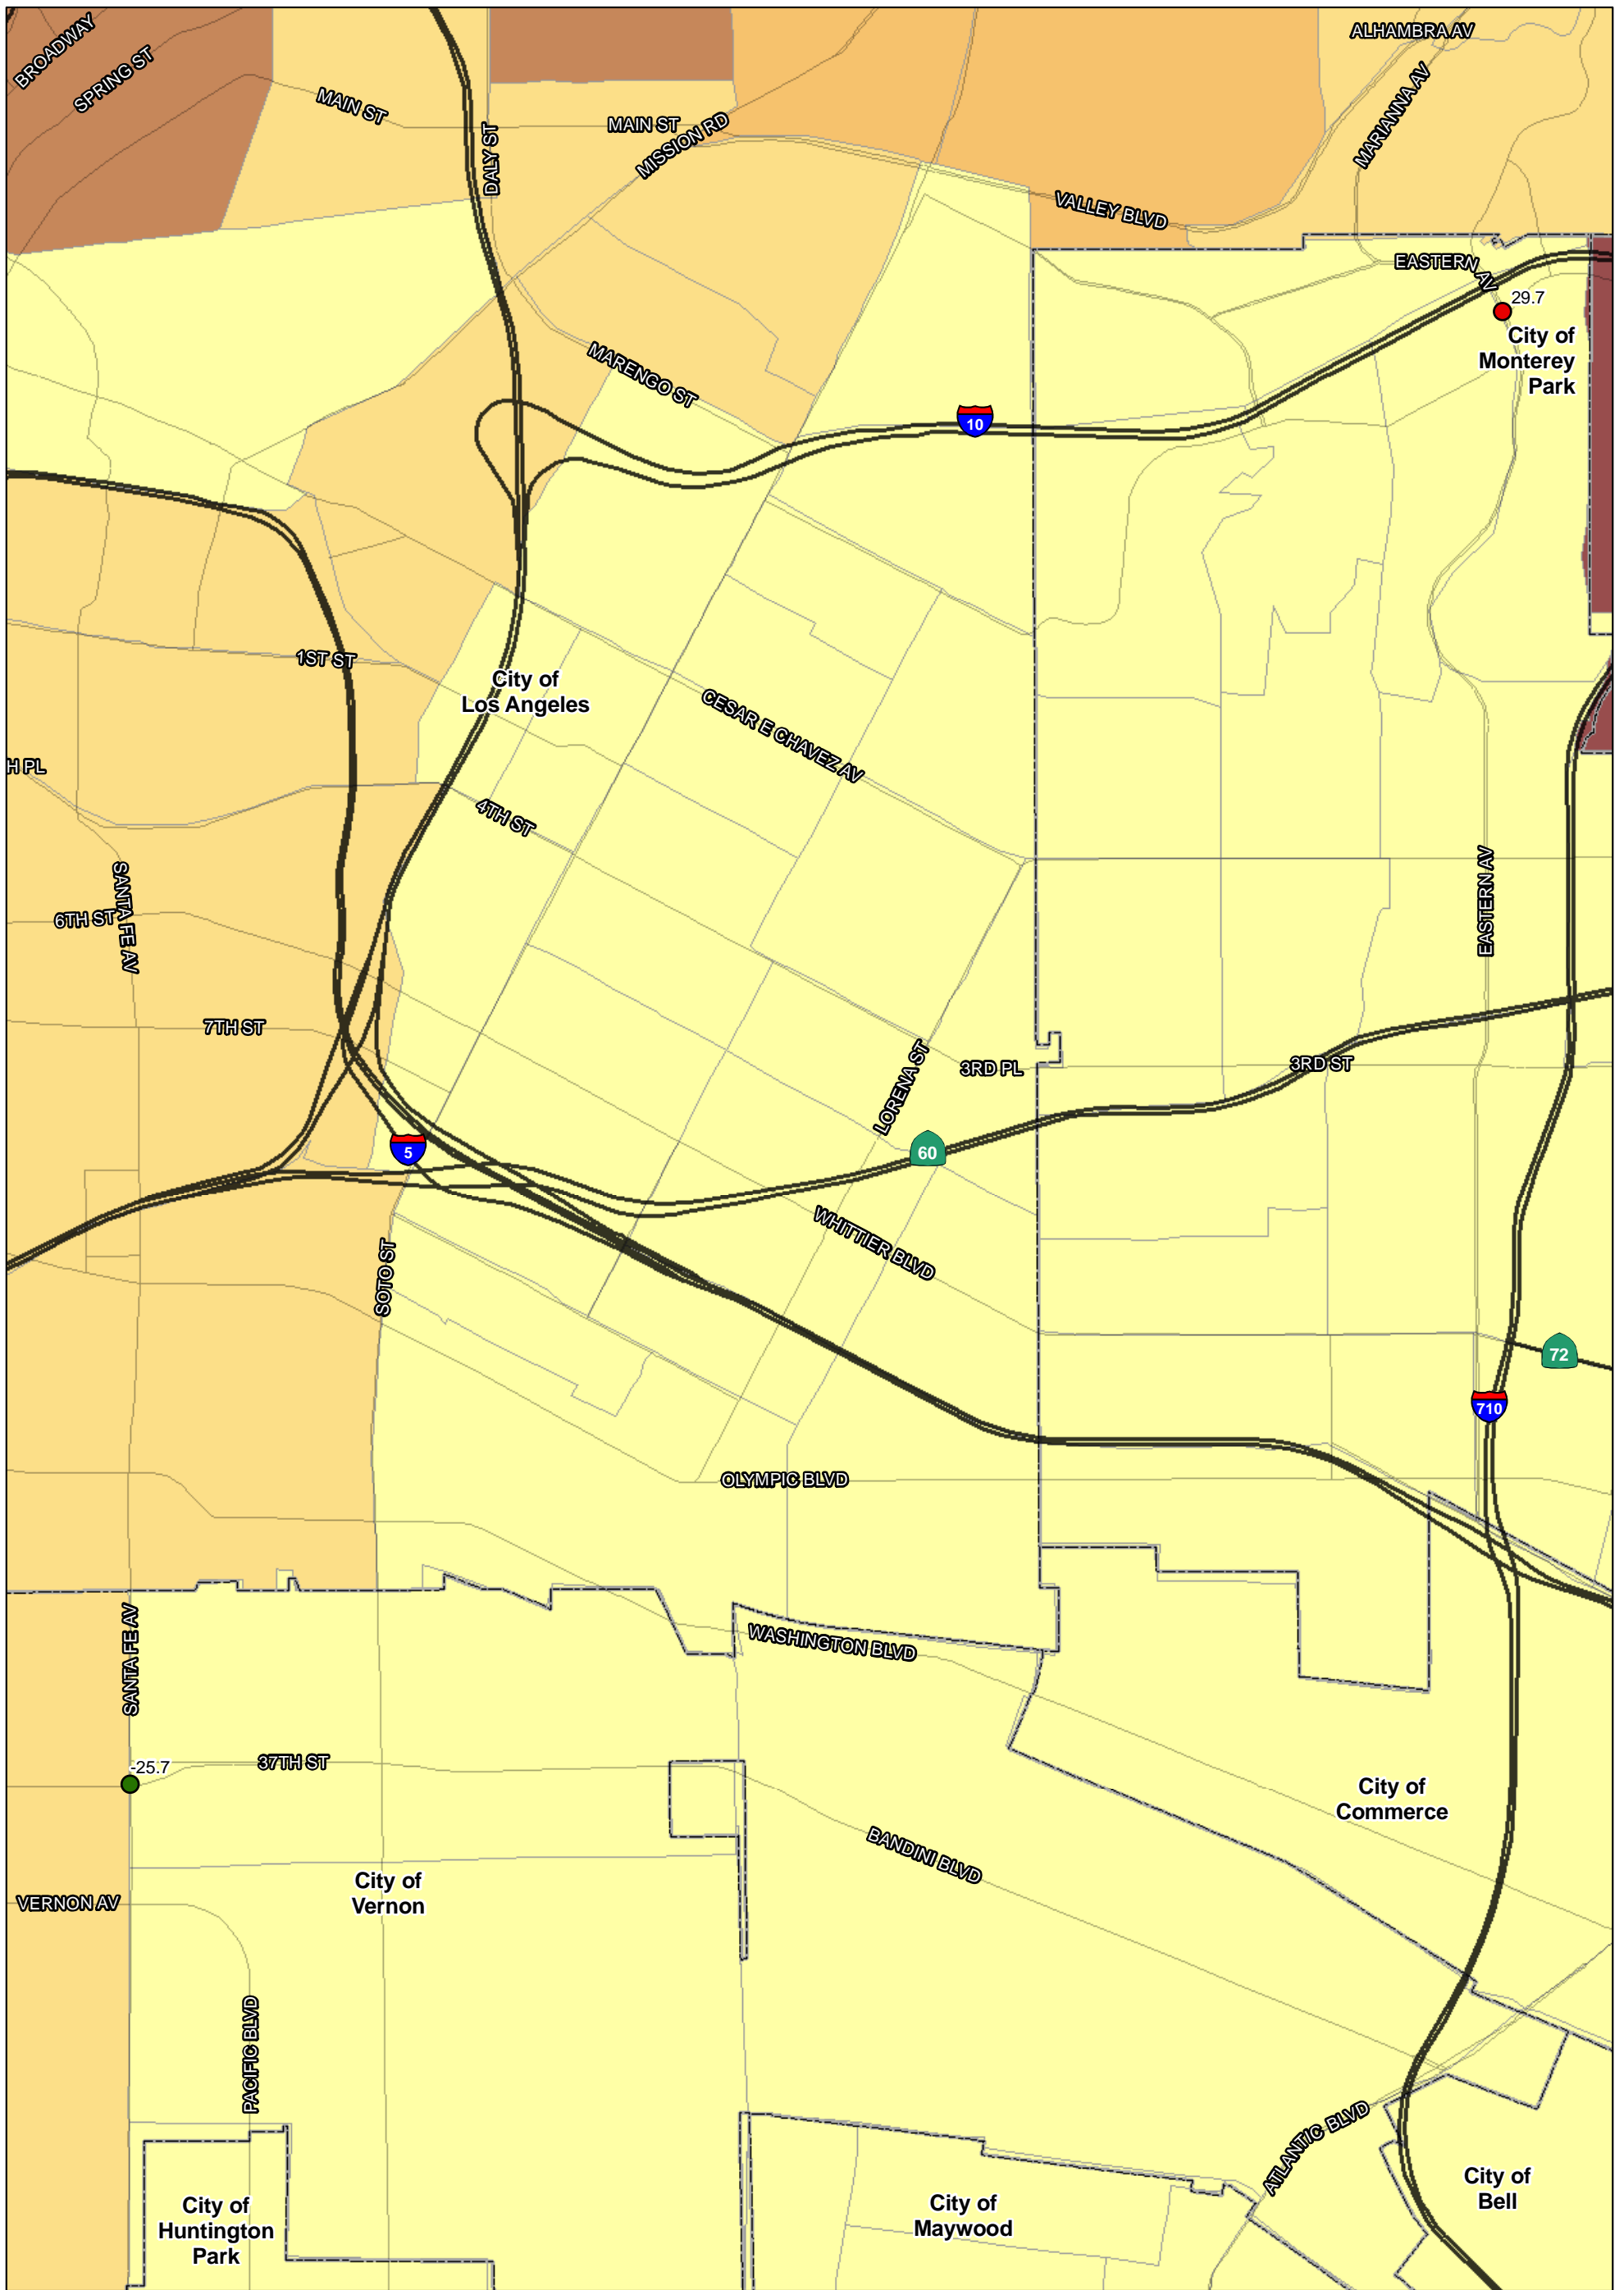 BROADWAY
SPRING ST
MAIN ST
DALY ST
MAIN ST
MISSION RD
ALHAMBRA AV
MARIANNA AV
VALLEY BLVD
EASTERN AV
29.7
City of
Monterey
Park
MARENGO ST
10
1ST ST
City of
Los Angeles
CESAR E CHAVEZ AV
H PL
4TH ST
SANTA FE AV
6TH ST
EASTERN AV
7TH ST
LORENA ST
3RD PL
3RD ST
5
60
WHITTIER BLVD
SOTO ST
72
710
OLYMPIC BLVD
SANTA FE AV
WASHINGTON BLVD
-25.7
37TH ST
City of
Commerce
BANDINI BLVD
City of
Vernon
VERNON AV
PACIFIC BLVD
ATLANTIC BLVD
City of
Bell
City of
Huntington
Park
City of
Maywood